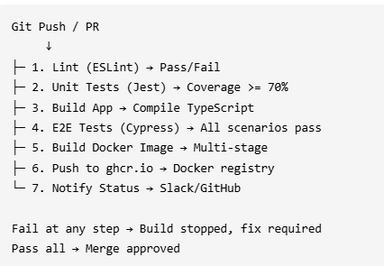 Git Push / PR
↓
├─ 1. Lint (ESLint) → Pass/Fail
├─ 2. Unit Tests (Jest) → Coverage >= 70%
├─ 3. Build App → Compile TypeScript
├─ 4. E2E Tests (Cypress) → All scenarios pass
├─ 5. Build Docker Image → Multi-stage
├─ 6. Push to ghcr.io → Docker registry
└─ 7. Notify Status → Slack/GitHub
Fail at any step → Build stopped, fix required
Pass all → Merge approved